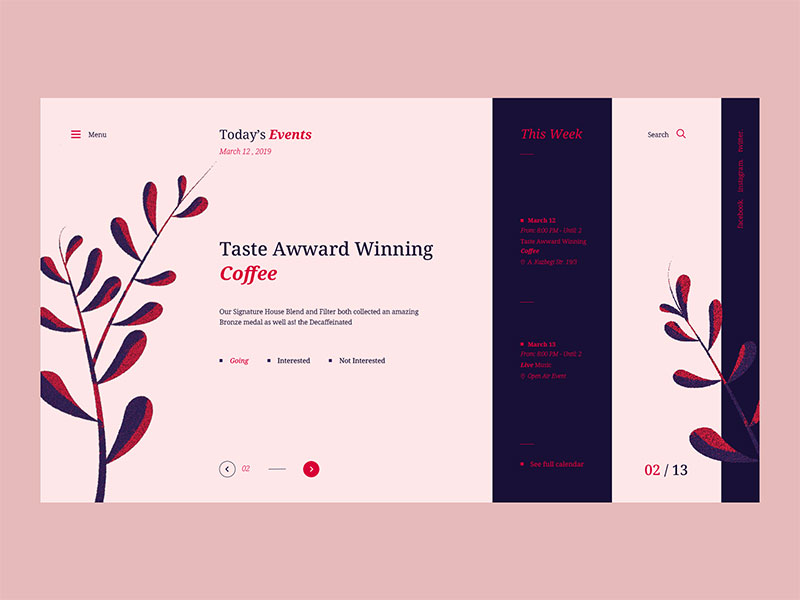 Menu
Today's Events
March 12 , 2019
Taste Awward Winning
Coffee
Our Signature House Blend and Filter both collected an amazing
Bronze medal as well as! the Decaffeinated
Going
Interested
Not Interested
02
This Week
March 12
From: 8:00 PM - Until: 2
Taste Awward Winning
Coffee
A. Kazbegi Str.
March 13
From: 8:00 PM - Until: 2
Live Music
Open Air Event
See full calendar
Search
02 / 13
facebook. instagram. twitter.